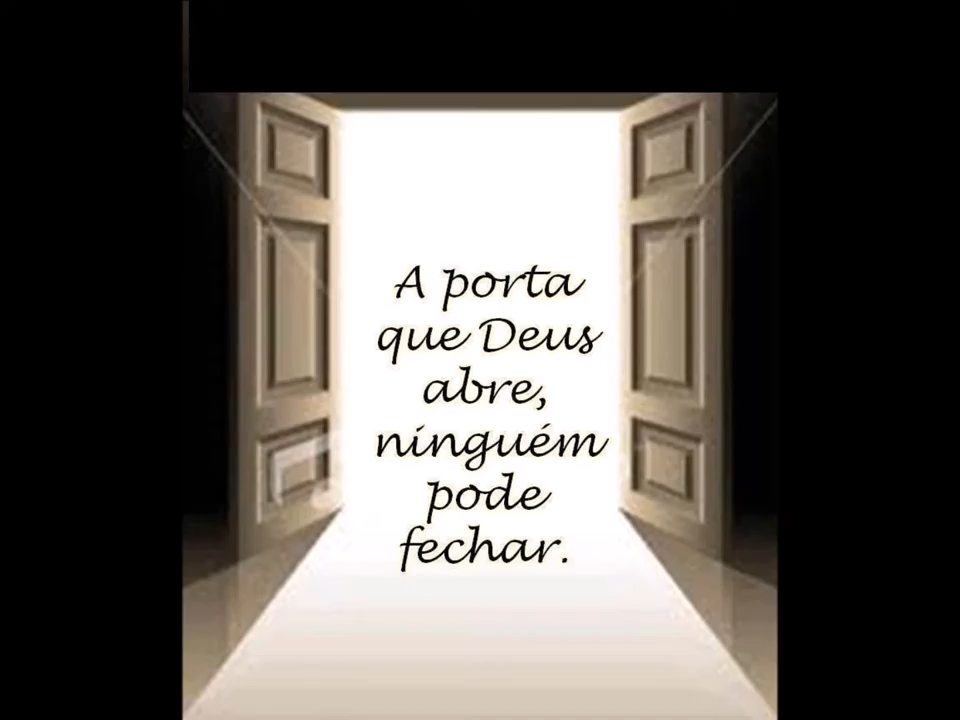 A porta
que Deus
abre,
ninguém
pode
fechar.